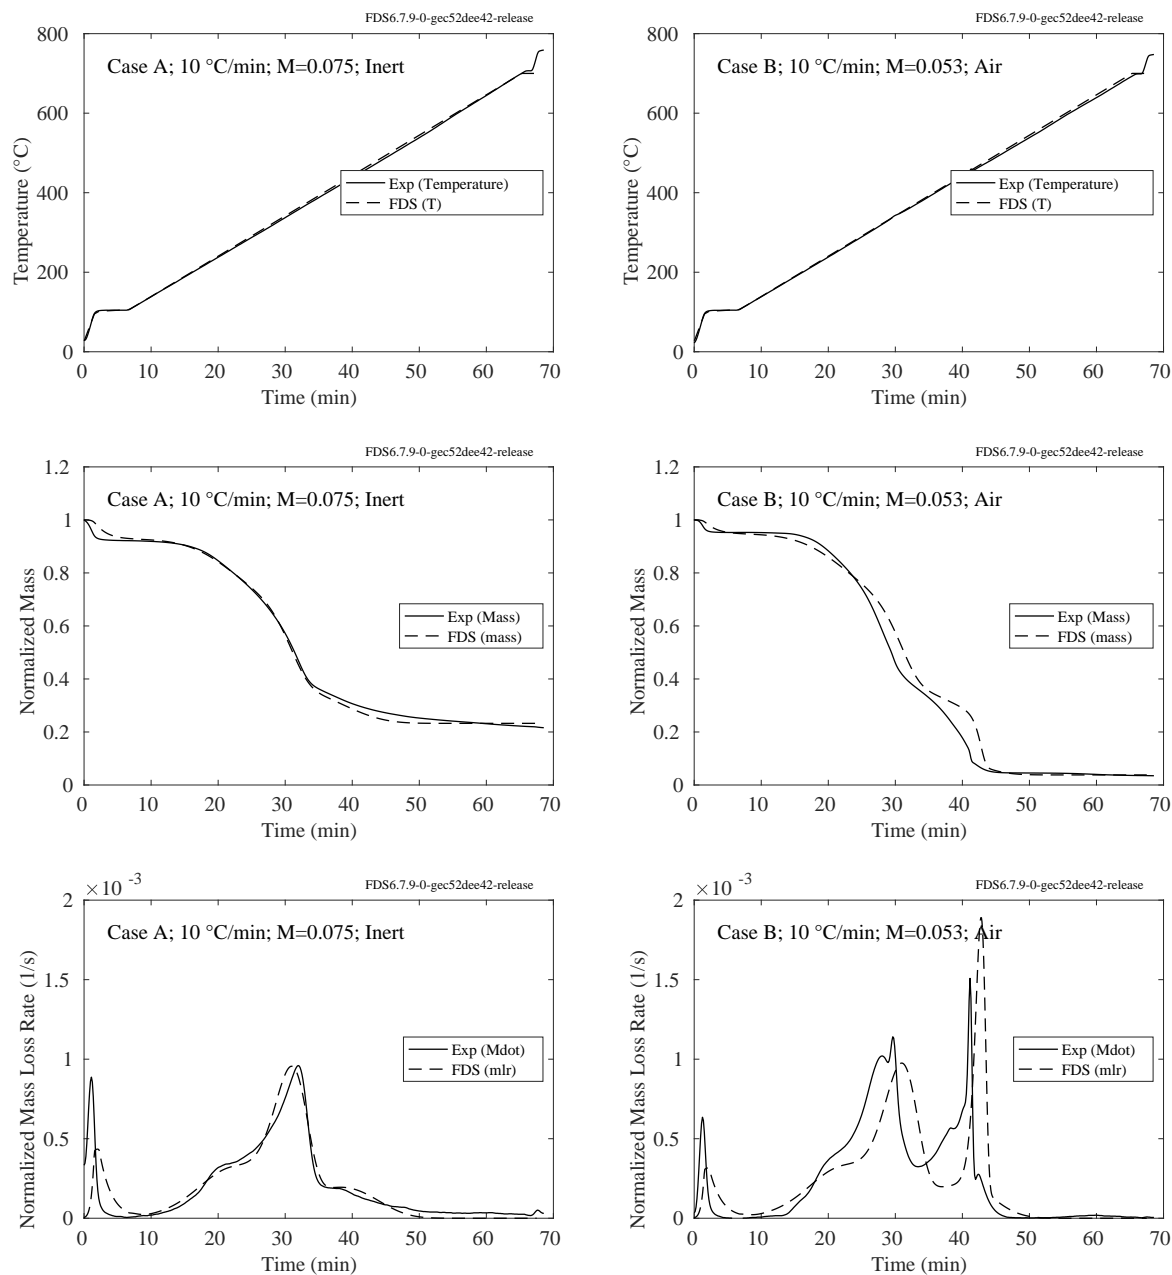 FDS6.7.9-0-gec52dee42-release
Case A; 10 °C/min; M=0.075; Inert
Temperature (°C)
800
600
400
200
0
Exp (Temperature)
FDS (T)
0 10 20 30 40 50 60 70
Time (min)
FDS6.7.9-0-gec52dee42-release
Case B; 10 °C/min; M=0.053; Air
Temperature (°C)
800
600
400
200
0
Exp (Temperature)
FDS (T)
0 10 20 30 40 50 60 70
Time (min)
FDS6.7.9-0-gec52dee42-release
Case A; 10 °C/min; M=0.075; Inert
Normalized Mass
1.2
1
0.8
0.6
0.4
0.2
0
Exp (Mass)
FDS (mass)
0 10 20 30 40 50 60 70
Time (min)
FDS6.7.9-0-gec52dee42-release
Case B; 10 °C/min; M=0.053; Air
Normalized Mass
1.2
1
0.8
0.6
0.4
0.2
0
Exp (Mass)
FDS (mass)
0 10 20 30 40 50 60 70
Time (min)
×10 -3
FDS6.7.9-0-gec52dee42-release
Case A; 10 °C/min; M=0.075; Inert
Normalized Mass Loss Rate (1/s)
2
1.5
1
0.5
0
Exp (Mdot)
FDS (mlr)
0 10 20 30 40 50 60 70
Time (min)
×10 -3
FDS6.7.9-0-gec52dee42-release
Case B; 10 °C/min; M=0.053; Air
Normalized Mass Loss Rate (1/s)
2
1.5
1
0.5
0
Exp (Mdot)
FDS (mlr)
0 10 20 30 40 50 60 70
Time (min)